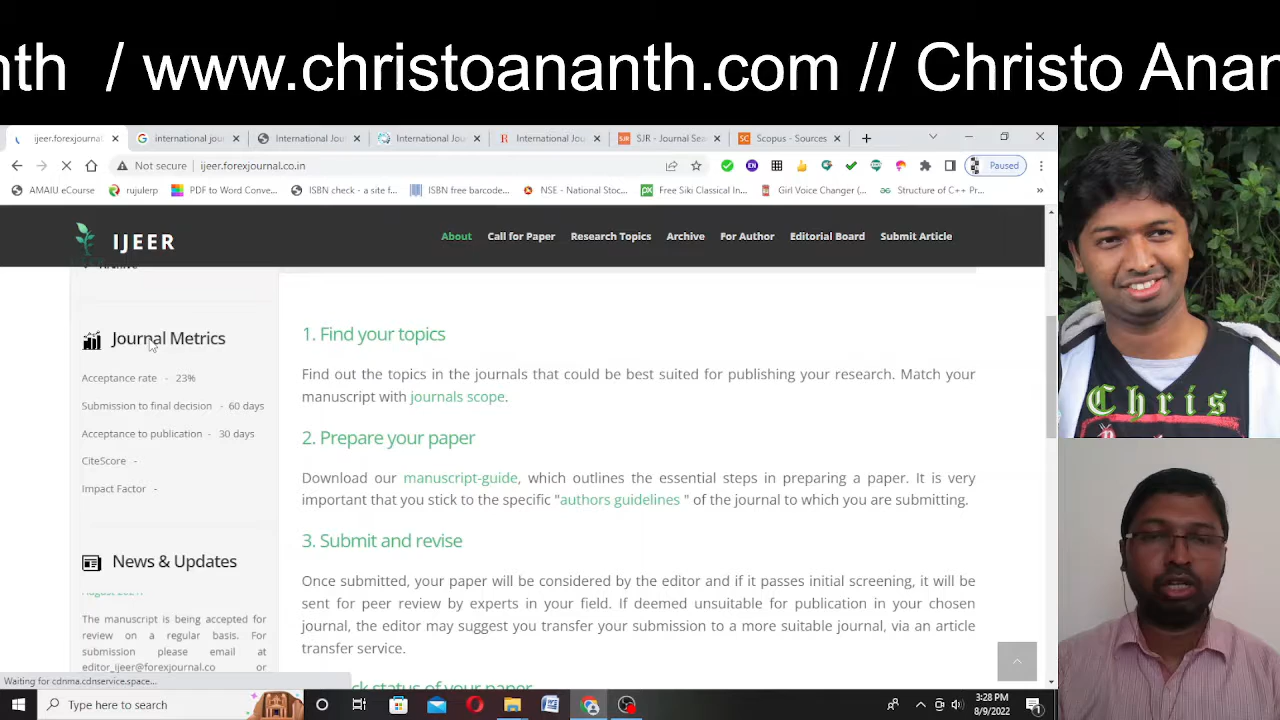 nth / www.christoananth.com // Christo Anan
ijeer.forexjournal.
international jou
International Jou
International Jou
International Jou
SJR - Journal Sea
Scopus - Sources
Not secure
ijeer.forexjournal.co.in
Paused
AMAIU eCourse
rujulerp
PDF to Word Conve...
ISBN check - a site f...
ISBN free barcode...
NSE - National Stoc...
Free Siki Classical In...
Girl Voice Changer (...
Structure of C++ Pr...
IJEER
About
Call for Paper
Research Topics
Archive
For Author
Editorial Board
Submit Article
Archive
Journal Metrics
Acceptance rate - 23%
Submission to final decision - 60 days
Acceptance to publication - 30 days
CiteScore -
Impact Factor -
News & Updates
The manuscript is being accepted for
review on a regular basis. For
submission please email at
editor_ijeer@forexjournal.co or
1. Find your topics
Find out the topics in the journals that could be best suited for publishing your research. Match your
manuscript with journals scope.
2. Prepare your paper
Download our manuscript-guide, which outlines the essential steps in preparing a paper. It is very
important that you stick to the specific "authors guidelines " of the journal to which you are submitting.
3. Submit and revise
Once submitted, your paper will be considered by the editor and if it passes initial screening, it will be
sent for peer review by experts in your field. If deemed unsuitable for publication in your chosen
journal, the editor may suggest you transfer your submission to a more suitable journal, via an article
transfer service.
status of your paper
Waiting for cdnma.cdnservice.space...
Type here to search
3:28 PM
8/9/2022
Chris